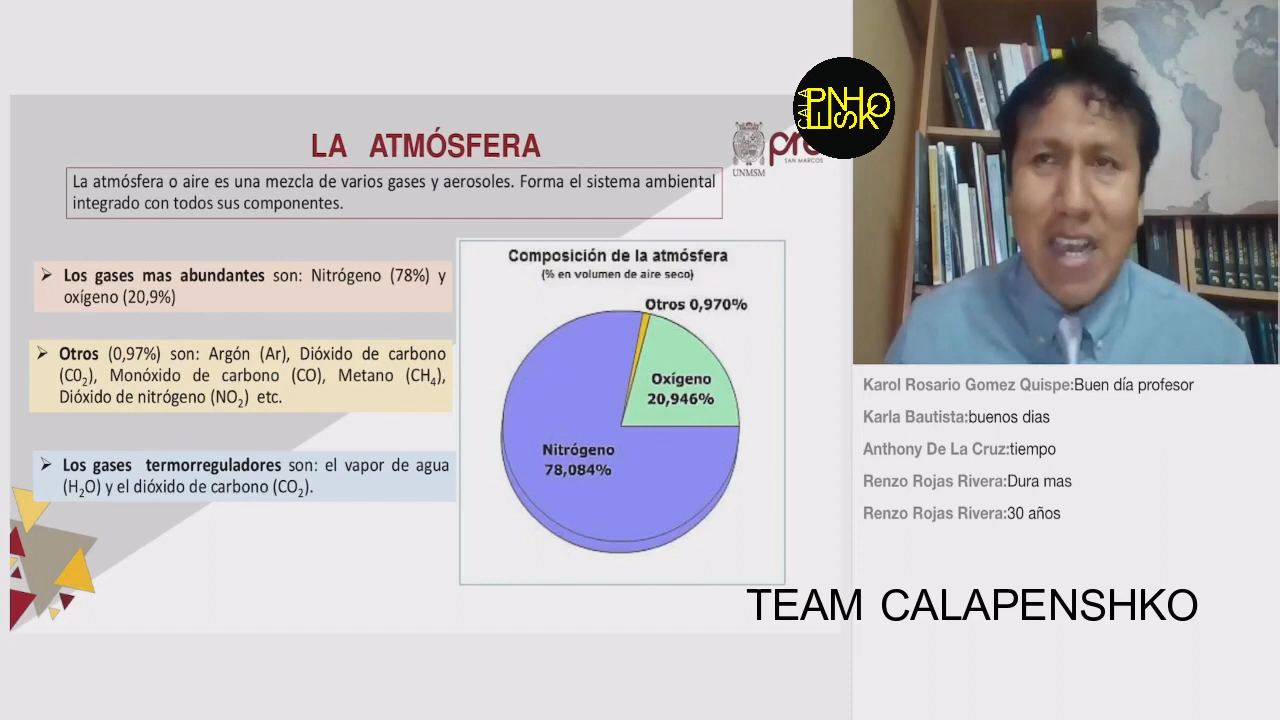 LA ATMÓSFERA
UNMSM
SAN MARCOS
CALA
PENHOSK
La atmósfera o aire es una mezcla de varios gases y aerosoles. Forma el sistema ambiental
integrado con todos sus componentes.
➢ Los gases mas abundantes son: Nitrógeno (78%) y
oxígeno (20,9%)
➢ Otros (0,97%) son: Argón (Ar), Dióxido de carbono
(C0₂), Monóxido de carbono (CO), Metano (CH₄),
Dióxido de nitrógeno (NO₂) etc.
➢ Los gases termorreguladores son: el vapor de agua
(H₂O) y el dióxido de carbono (CO₂).
Composición de la atmósfera
(% en volumen de aire seco)
Otros 0,970%
Oxígeno
20,946%
Nitrógeno
78,084%
Karol Rosario Gomez Quispe:Buen día profesor
Karla Bautista:buenos dias
Anthony De La Cruz:tiempo
Renzo Rojas Rivera:Dura mas
Renzo Rojas Rivera:30 años
TEAM CALAPENSHKO